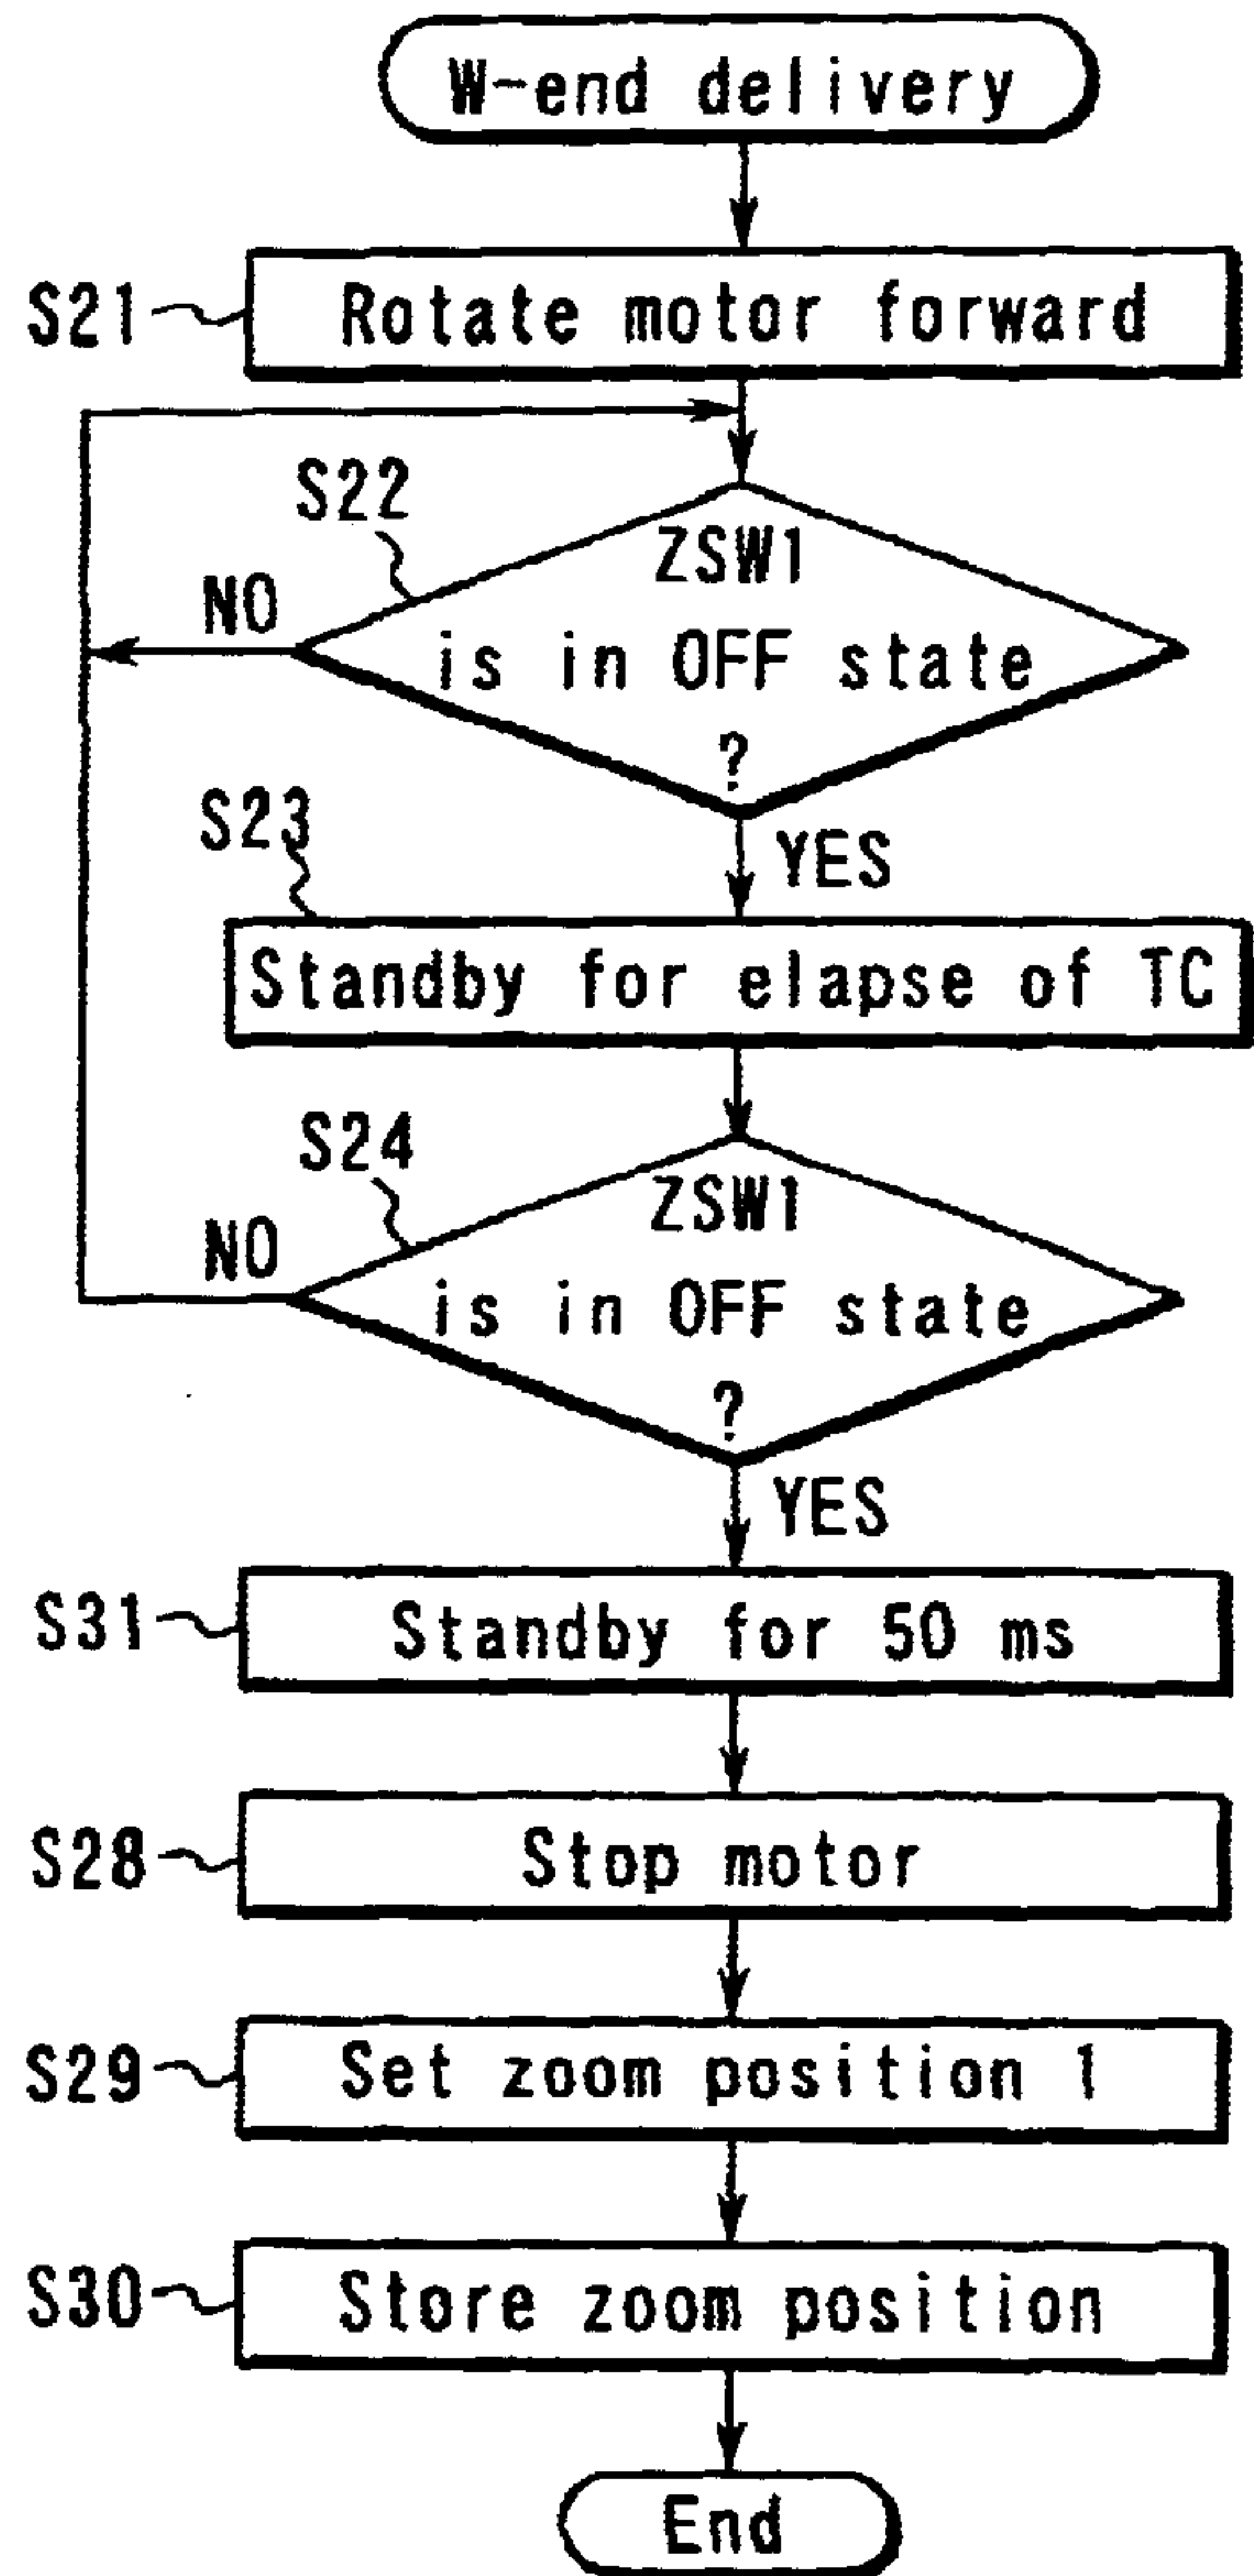 W-end delivery
S21
Rotate motor forward
S22
ZSW1
NO
is in OFF state
?
S23
YES
Standby for elapse of TC
S24
ZSW1
NO
is in OFF state
?
YES
S31
Standby for 50 ms
S28
Stop motor
S29
Set zoom position 1
S30
Store zoom position
End